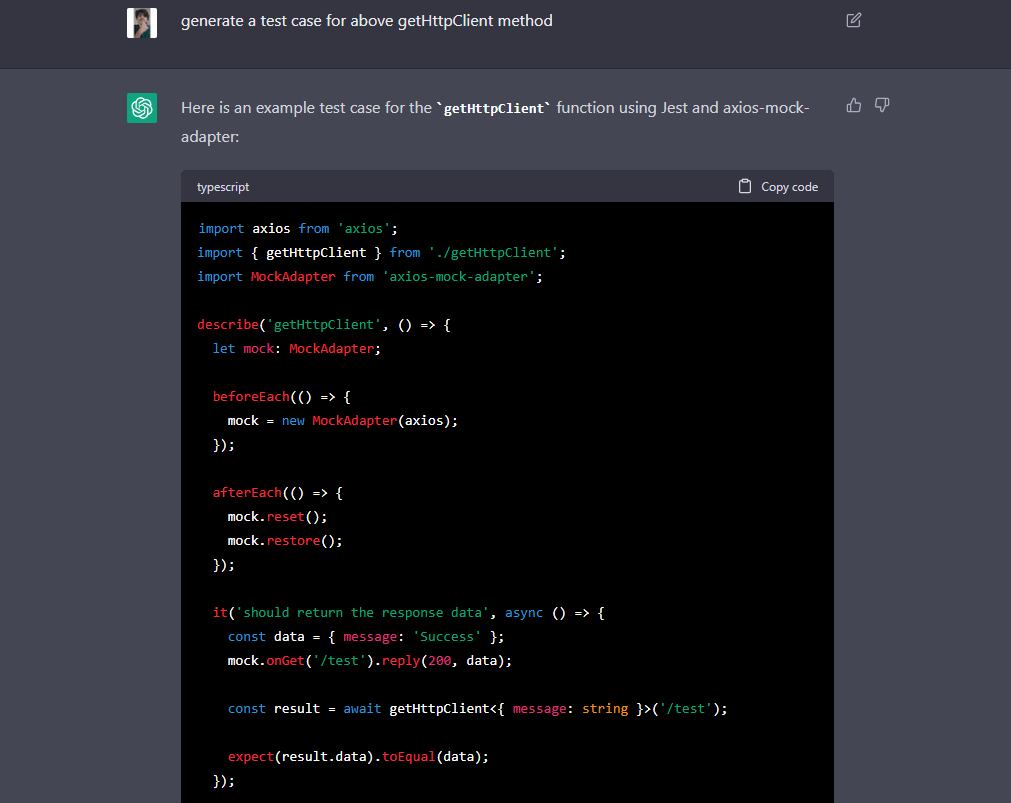 generate a test case for above getHttpClient method
Here is an example test case for the `getHttpClient` function using Jest and axios-mock-
adapter:
typescript
Copy code
import axios from 'axios';
import { getHttpClient } from './getHttpClient';
import MockAdapter from 'axios-mock-adapter';
describe('getHttpClient', () => {
  let mock: MockAdapter;
  beforeEach(() => {
    mock = new MockAdapter(axios);
  });
  afterEach(() => {
    mock.reset();
    mock.restore();
  });
  it('should return the response data', async () => {
    const data = { message: 'Success' };
    mock.onGet('/test').reply(200, data);
    const result = await getHttpClient<{ message: string }>('/test');
    expect(result.data).toEqual(data);
  });